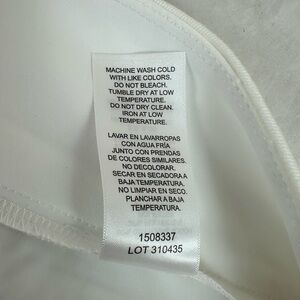 MACHINE WASH COLD
WITH LIKE COLORS.
DO NOT BLEACH.
TUMBLE DRY AT LOW
TEMPERATURE.
DO NOT DRY CLEAN.
IRON AT LOW
TEMPERATURE.
LAVAR EN LAVARROPAS
CON AGUA FRÍA
JUNTO CON PRENDAS
DE COLORES SIMILARES.
NO DECOLORAR.
SECAR EN SECADORA A
BAJA TEMPERATURA.
NO LIMPIAR EN SECO.
PLANCHAR A BAJA
TEMPERATURA.
1508337
LOT 310435